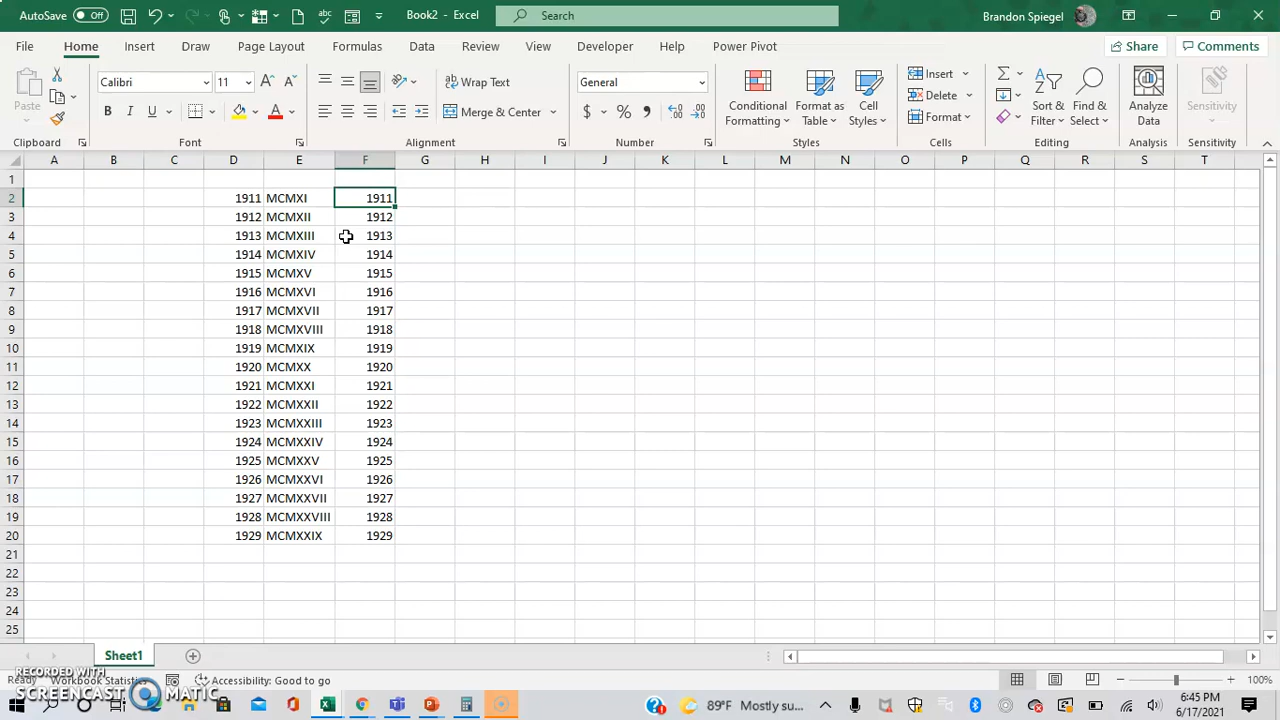 AutoSave Off Book2 - Excel Search Brandon Spiegel
File Home Insert Draw Page Layout Formulas Data Review View Developer Help Power Pivot Share Comments
Paste Calibri 11 Wrap Text General Conditional Formatting Format as Table Cell Styles Insert Sort & Filter Find & Select Analyze Data Sensitivity
B I U Merge & Center $ % Delete
Format
Clipboard Font Alignment Number Styles Cells Editing Analysis Sensitivity
A B C D E F G H I J K L M N O P Q R S T
1
2 1911 MCMXI 1911
3 1912 MCMXII 1912
4 1913 MCMXIII 1913
5 1914 MCMXIV 1914
6 1915 MCMXV 1915
7 1916 MCMXVI 1916
8 1917 MCMXVII 1917
9 1918 MCMXVIII 1918
10 1919 MCMXIX 1919
11 1920 MCMXX 1920
12 1921 MCMXXI 1921
13 1922 MCMXXII 1922
14 1923 MCMXXIII 1923
15 1924 MCMXXIV 1924
16 1925 MCMXXV 1925
17 1926 MCMXXVI 1926
18 1927 MCMXXVII 1927
19 1928 MCMXXVIII 1928
20 1929 MCMXXIX 1929
21
22
23
24
25
Sheet1
RECORDED WITH
Ready Workbook Statistics Accessibility: Good to go 100%
SCREENCAST MATIC
89°F Mostly su... 6:45 PM
6/17/2021